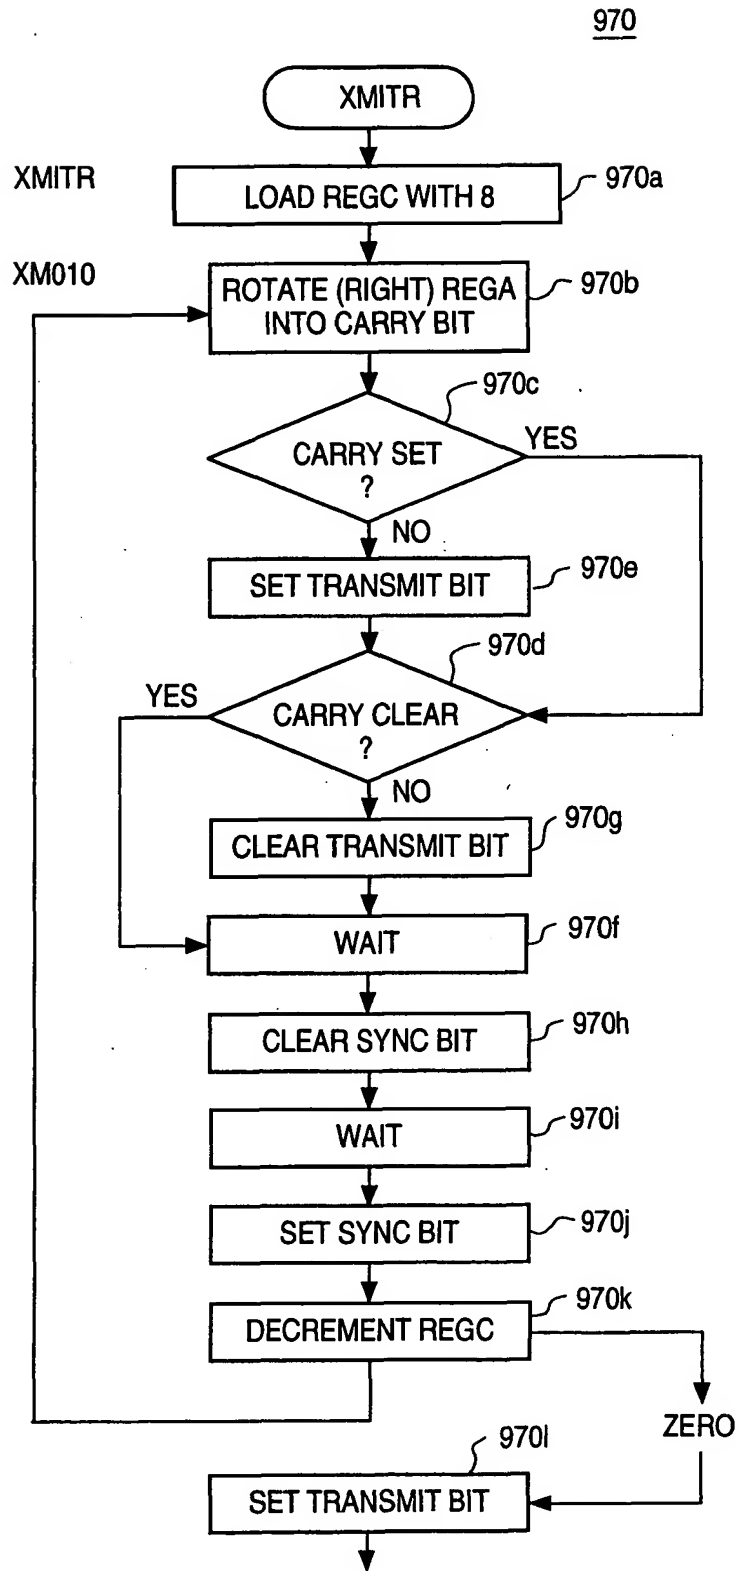 970
XMITR
XMITR
LOAD REGC WITH 8
970a
XM010
ROTATE (RIGHT) REGA
INTO CARRY BIT
970b
970c
CARRY SET
?
YES
NO
SET TRANSMIT BIT
970e
970d
YES
CARRY CLEAR
?
NO
970g
CLEAR TRANSMIT BIT
WAIT
970f
CLEAR SYNC BIT
970h
WAIT
970i
SET SYNC BIT
970j
970k
DECREMENT REGC
ZERO
970l
SET TRANSMIT BIT